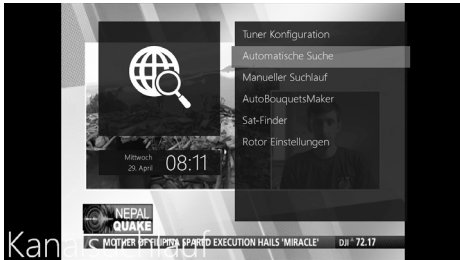 Tuner Konfiguration
Automatische Suche
Manueller Suchlauf
AutoBouquetsMaker
Sat-Finder
Rotor Einstellungen
Mittwoch
29. April
08:11
NEPAL
QUAKE
MOTHER OF FILIPINA SPARED EXECUTION HAILS 'MIRACLE'
DJI 72.17
Kanalsuchlauf